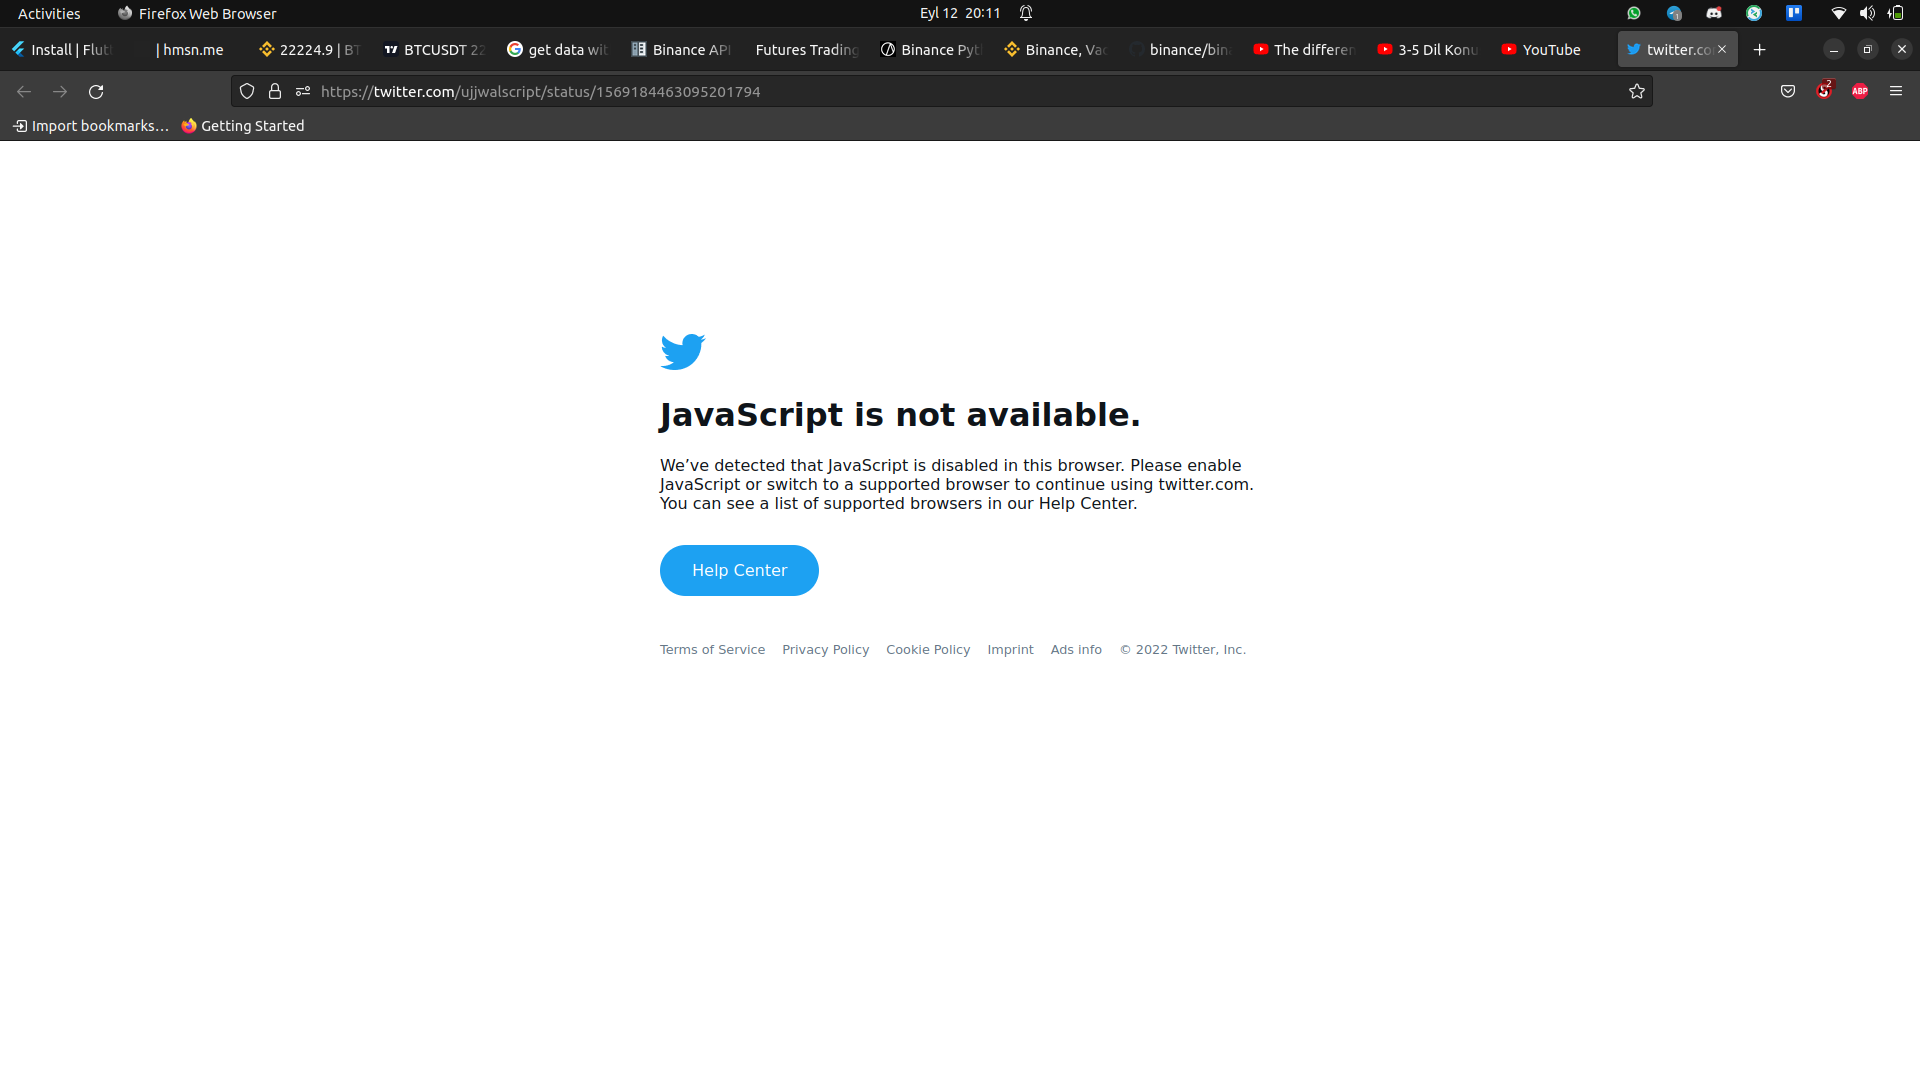 Activities Firefox Web Browser Eyl 12 20:11
Install | Flut | hmsn.me 22224.9 | BT BTCUSDT 22 get data wit Binance API Futures Trading Binance Pyt Binance, Vad binance/bin The differen 3-5 Dil Konu YouTube twitter.co
https://twitter.com/ujjwalscript/status/1569184463095201794 2 ABP
Import bookmarks… Getting Started
JavaScript is not available.
We’ve detected that JavaScript is disabled in this browser. Please enable
JavaScript or switch to a supported browser to continue using twitter.com.
You can see a list of supported browsers in our Help Center.
Help Center
Terms of Service Privacy Policy Cookie Policy Imprint Ads info © 2022 Twitter, Inc.